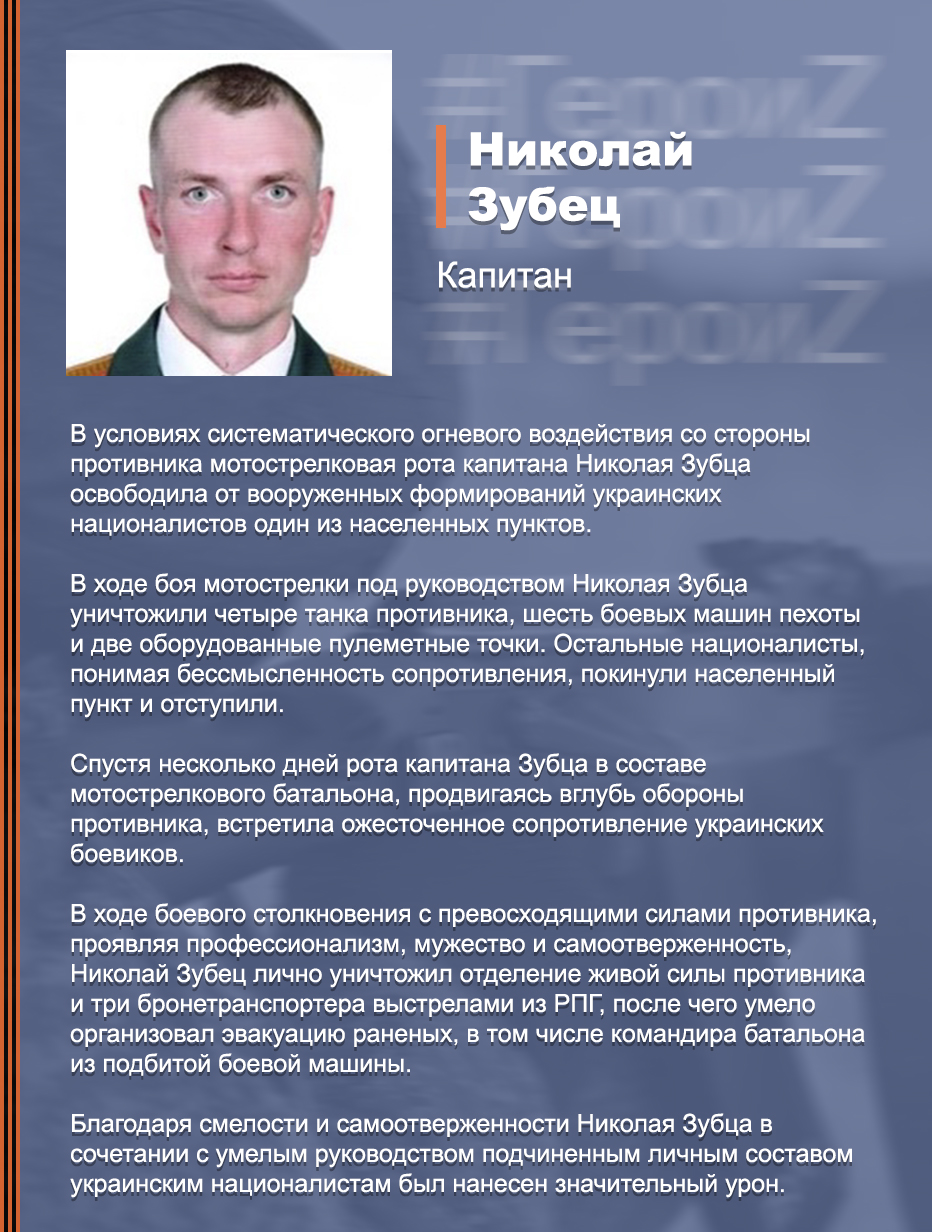 #ГероиZ
Николай
#ГероиZ
Зубец
Капитан
#ГероиZ
В условиях систематического огневого воздействия со стороны
противника мотострелковая рота капитана Николая Зубца
освободила от вооруженных формирований украинских
националистов один из населенных пунктов.
В ходе боя мотострелки под руководством Николая Зубца
уничтожили четыре танка противника, шесть боевых машин пехоты
и две оборудованные пулеметные точки. Остальные националисты,
понимая бессмысленность сопротивления, покинули населенный
пункт и отступили.
Спустя несколько дней рота капитана Зубца в составе
мотострелкового батальона, продвигаясь вглубь обороны
противника, встретила ожесточенное сопротивление украинских
боевиков.
В ходе боевого столкновения с превосходящими силами противника,
проявляя профессионализм, мужество и самоотверженность,
Николай Зубец лично уничтожил отделение живой силы противника
и три бронетранспортера выстрелами из РПГ, после чего умело
организовал эвакуацию раненых, в том числе командира батальона
из подбитой боевой машины.
Благодаря смелости и самоотверженности Николая Зубца в
сочетании с умелым руководством подчиненным личным составом
украинским националистам был нанесен значительный урон.